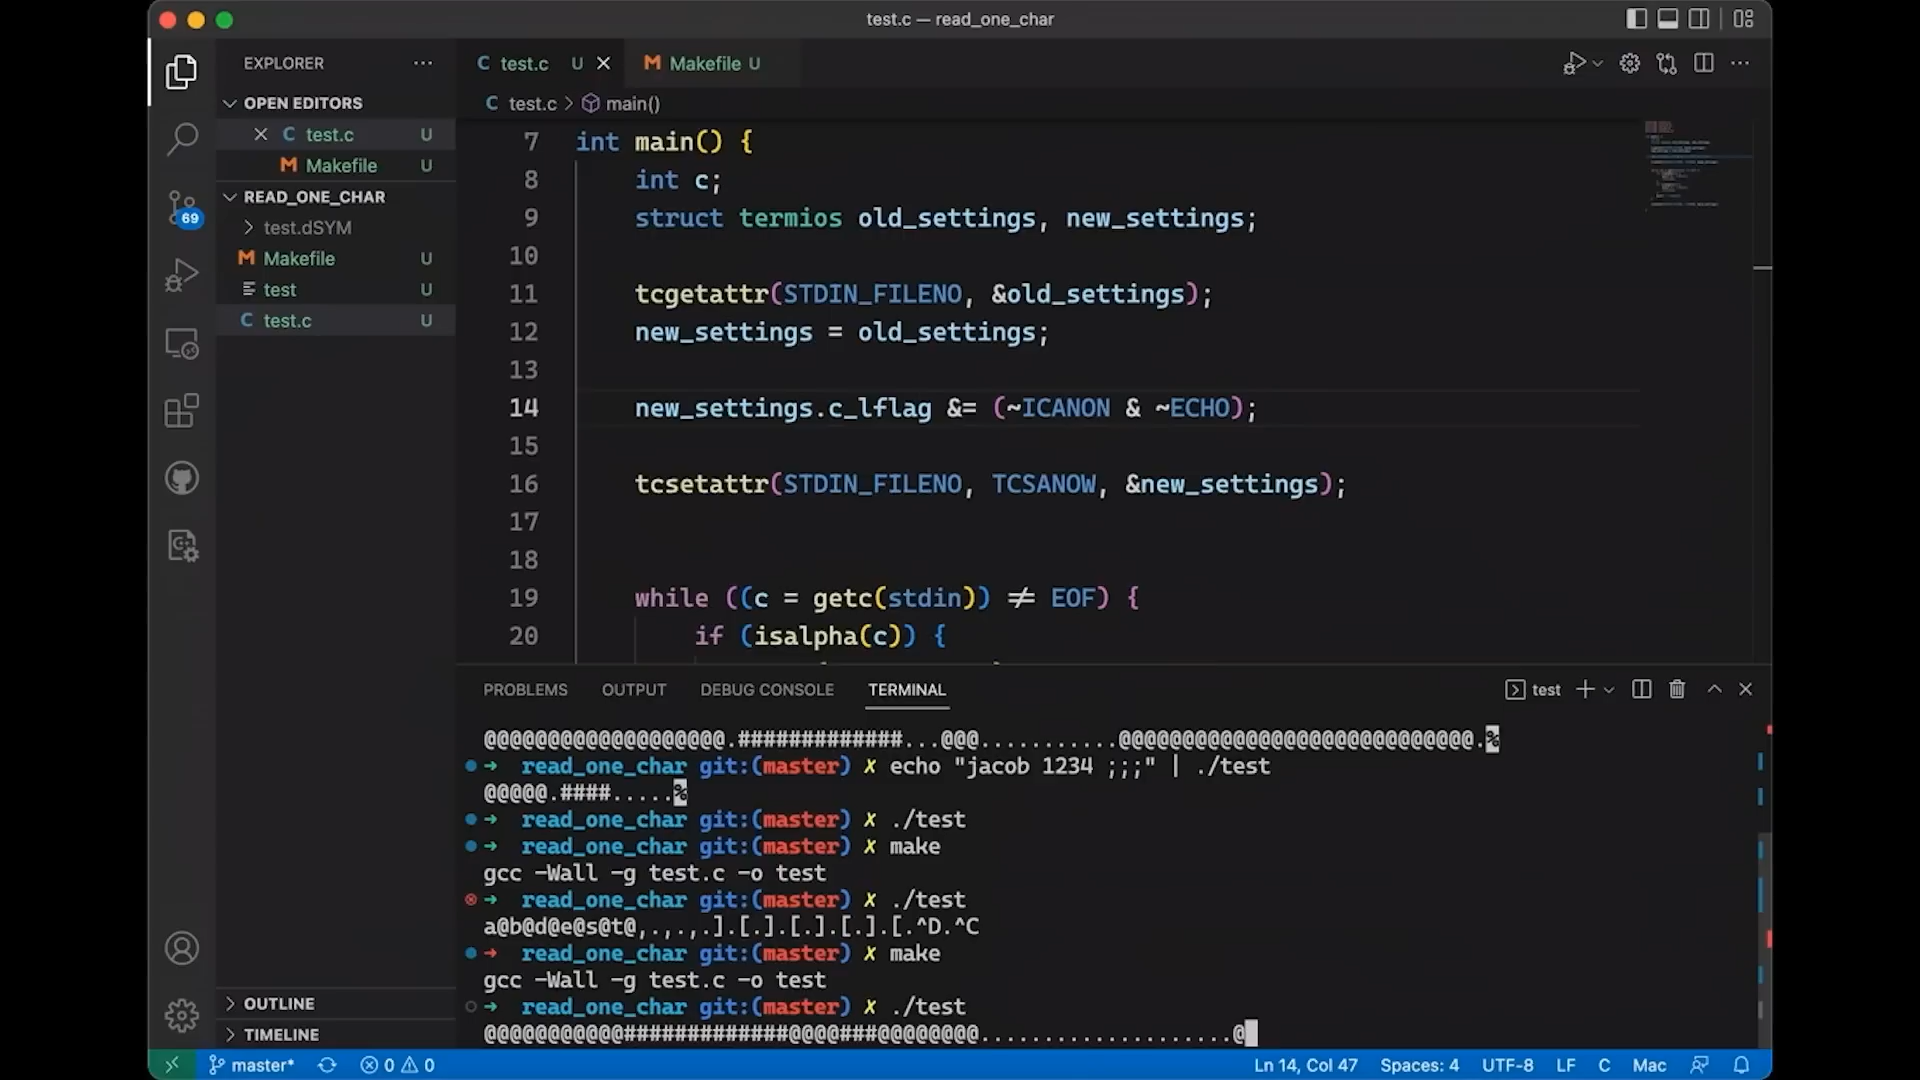 test.c — read_one_char
EXPLORER
OPEN EDITORS
C test.c U
M Makefile U
READ_ONE_CHAR
test.dSYM
M Makefile U
test U
C test.c U
69
OUTLINE
TIMELINE
C test.c U
M Makefile U
C test.c > main()
7 int main() {
8 int c;
9 struct termios old_settings, new_settings;
10
11 tcgetattr(STDIN_FILENO, &old_settings);
12 new_settings = old_settings;
13
14 new_settings.c_lflag &= (~ICANON & ~ECHO);
15
16 tcsetattr(STDIN_FILENO, TCSANOW, &new_settings);
17
18
19 while ((c = getc(stdin)) ≠ EOF) {
20 if (isalpha(c)) {
PROBLEMS OUTPUT DEBUG CONSOLE TERMINAL
test
@@@@@@@@@@@@@@@@@@@.#############...@@@...........@@@@@@@@@@@@@@@@@@@@@@@@@@@@.%
➜ read_one_char git:(master) ✗ echo "jacob 1234 ;;;" | ./test
@@@@@.####.....%
➜ read_one_char git:(master) ✗ ./test
➜ read_one_char git:(master) ✗ make
gcc -Wall -g test.c -o test
➜ read_one_char git:(master) ✗ ./test
a@b@d@e@s@t@,.,.,.].[.].[.].[.].[.^D.^C
➜ read_one_char git:(master) ✗ make
gcc -Wall -g test.c -o test
➜ read_one_char git:(master) ✗ ./test
@@@@@@@@@@@#############@@@@###@@@@@@@@....................@
master* 0 0
Ln 14, Col 47 Spaces: 4 UTF-8 LF C Mac